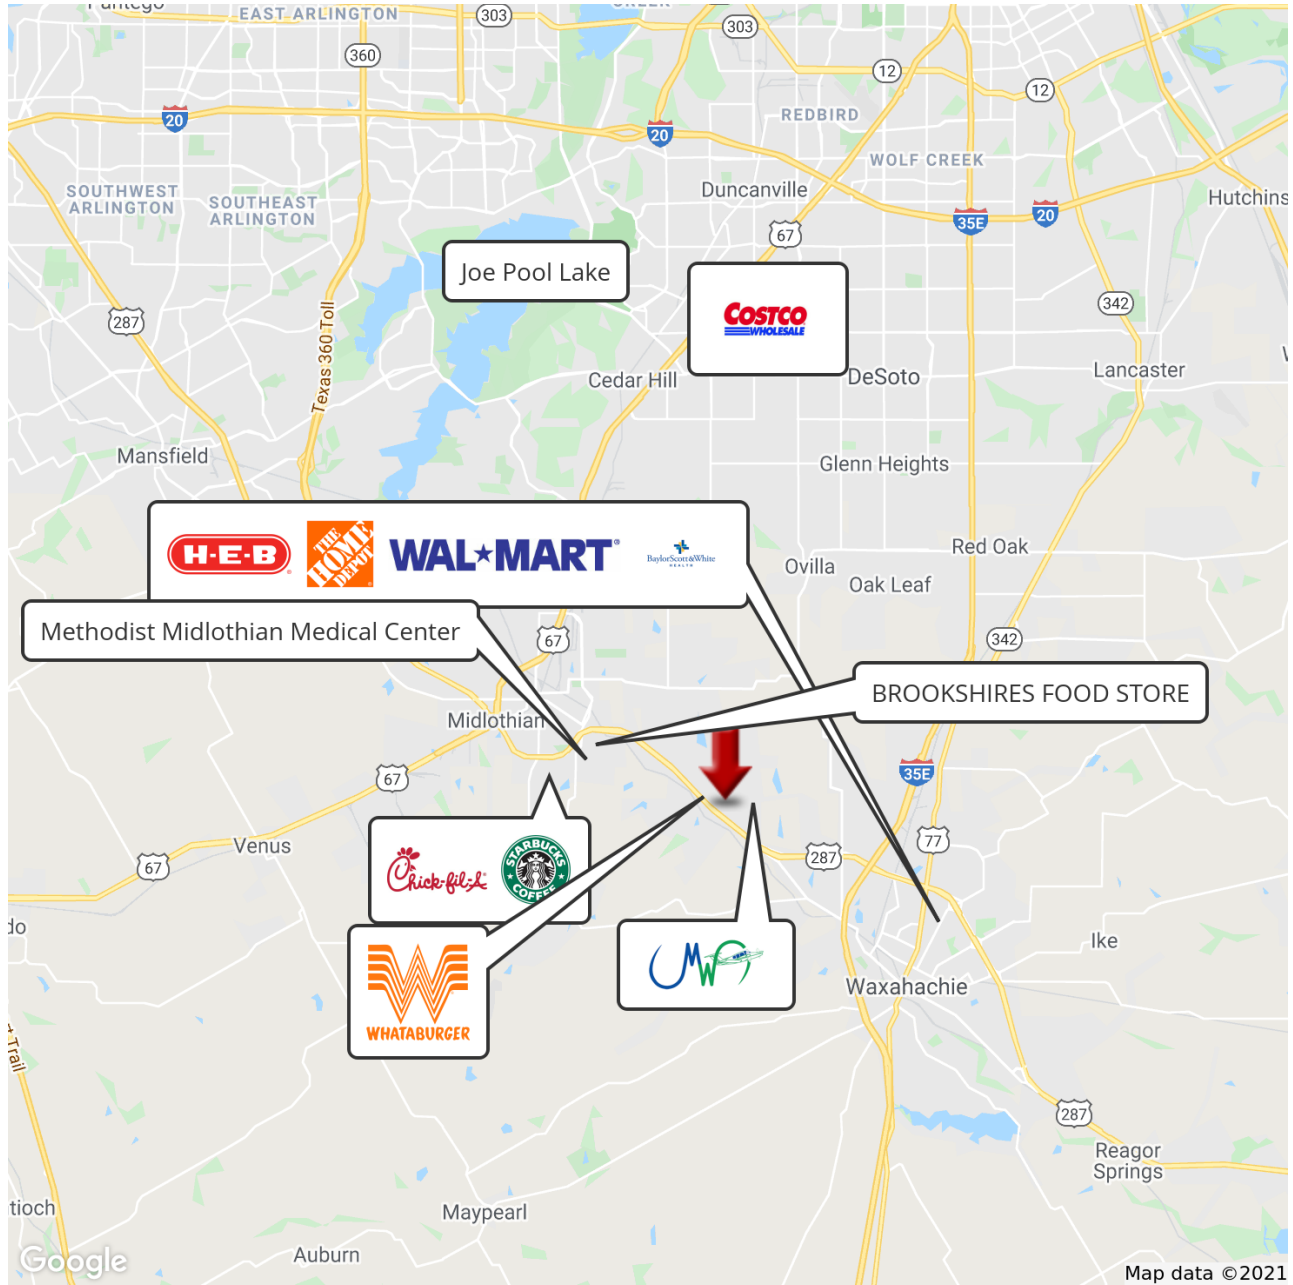 EAST ARLINGTON
303
303
360
12
12
20
20
REDBIRD
WOLF CREEK
SOUTHWEST
ARLINGTON
SOUTHEAST
ARLINGTON
Duncanville
Hutchins
35E
20
67
Joe Pool Lake
287
Texas 360 Toll
342
COSTCO
WHOLESALE
Cedar Hill
DeSoto
Lancaster
Mansfield
Glenn Heights
H-E-B
THE
HOME
DEPOT
WAL★MART
BaylorScott&White
HEALTH
Ovilla
Red Oak
Oak Leaf
Methodist Midlothian Medical Center
67
342
BROOKSHIRES FOOD STORE
Midlothian
67
35E
Venus
67
Chick-fil-A
STARBUCKS
COFFEE
287
77
WHATABURGER
MW
Waxahachie
Ike
Trail
287
Reagor
Springs
Maypearl
Auburn
Google
Map data ©2021